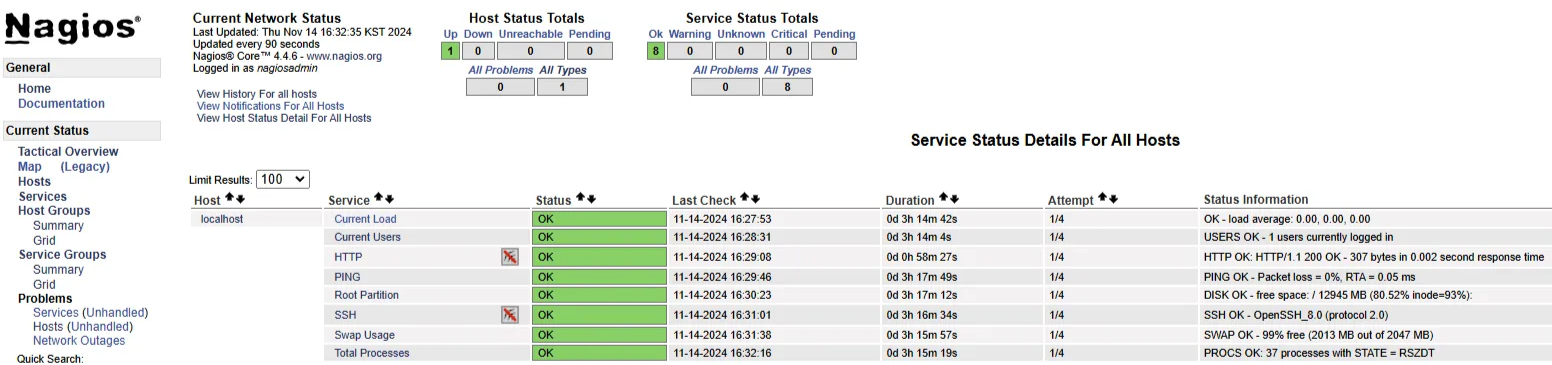 Nagios®
General
Home
Documentation
Current Status
Tactical Overview
Map (Legacy)
Hosts
Services
Host Groups
Summary
Grid
Service Groups
Summary
Grid
Problems
Services (Unhandled)
Hosts (Unhandled)
Network Outages
Quick Search:
Current Network Status
Last Updated: Thu Nov 14 16:32:35 KST 2024
Updated every 90 seconds
Nagios® Core™ 4.4.6 - www.nagios.org
Logged in as nagiosadmin
View History For all hosts
View Notifications For All Hosts
View Host Status Detail For All Hosts
Host Status Totals
Up Down Unreachable Pending
1 0 0 0
All Problems All Types
0 1
Service Status Totals
Ok Warning Unknown Critical Pending
8 0 0 0 0
All Problems All Types
0 8
Service Status Details For All Hosts
Limit Results: 100
Host Service Status Last Check Duration Attempt Status Information
localhost Current Load OK 11-14-2024 16:27:53 0d 3h 14m 42s 1/4 OK - load average: 0.00, 0.00, 0.00
Current Users OK 11-14-2024 16:28:31 0d 3h 14m 4s 1/4 USERS OK - 1 users currently logged in
HTTP OK 11-14-2024 16:29:08 0d 0h 58m 27s 1/4 HTTP OK: HTTP/1.1 200 OK - 307 bytes in 0.002 second response time
PING OK 11-14-2024 16:29:46 0d 3h 17m 49s 1/4 PING OK - Packet loss = 0%, RTA = 0.05 ms
Root Partition OK 11-14-2024 16:30:23 0d 3h 17m 12s 1/4 DISK OK - free space: / 12945 MB (80.52% inode=93%):
SSH OK 11-14-2024 16:31:01 0d 3h 16m 34s 1/4 SSH OK - OpenSSH_8.0 (protocol 2.0)
Swap Usage OK 11-14-2024 16:31:38 0d 3h 15m 57s 1/4 SWAP OK - 99% free (2013 MB out of 2047 MB)
Total Processes OK 11-14-2024 16:32:16 0d 3h 15m 19s 1/4 PROCS OK: 37 processes with STATE = RSZDT